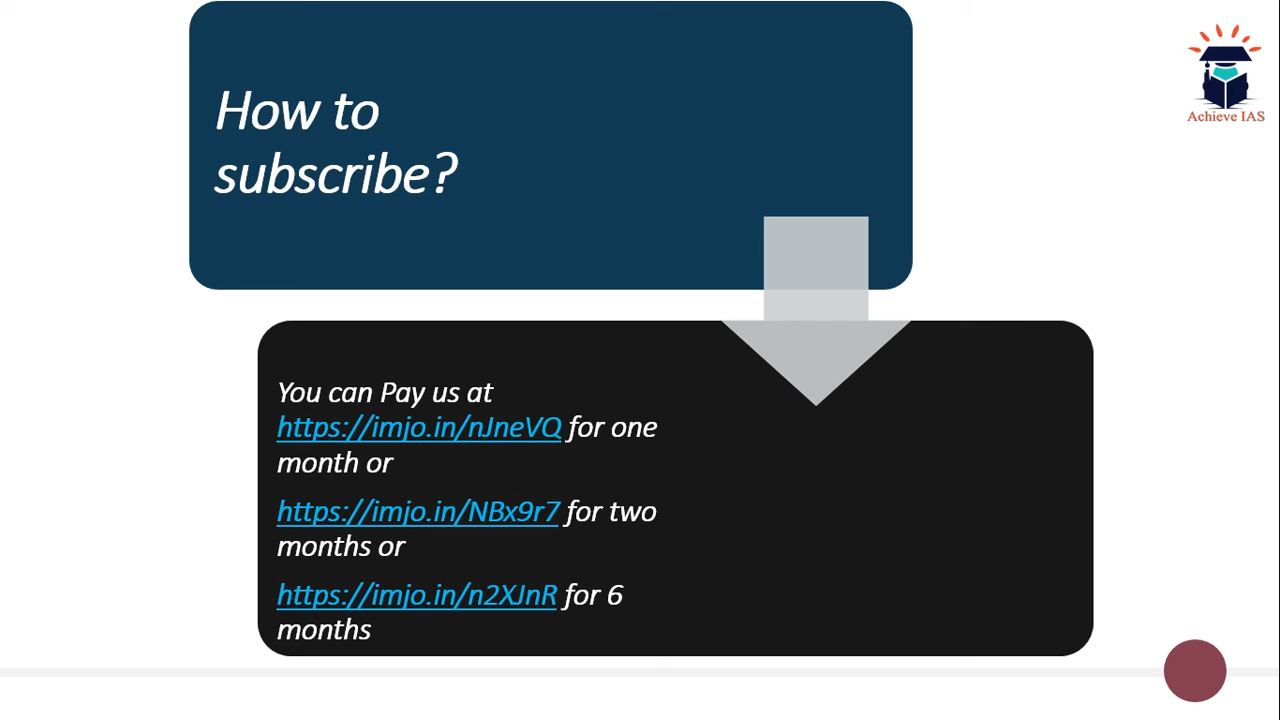 How to
subscribe?
Achieve IAS
You can Pay us at
https://imjo.in/nJneVQ for one
month or
https://imjo.in/NBx9r7 for two
months or
https://imjo.in/n2XJnR for 6
months